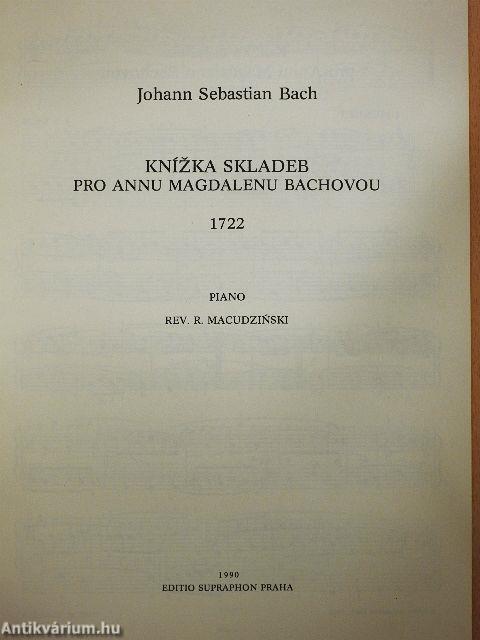 Johann Sebastian Bach
KNÍŽKA SKLADEB
PRO ANNU MAGDALENU BACHOVOU
1722
PIANO
REV. R. MACUDZIŃSKI
1990
EDITIO SUPRAPHON PRAHA
Antikvárium.hu